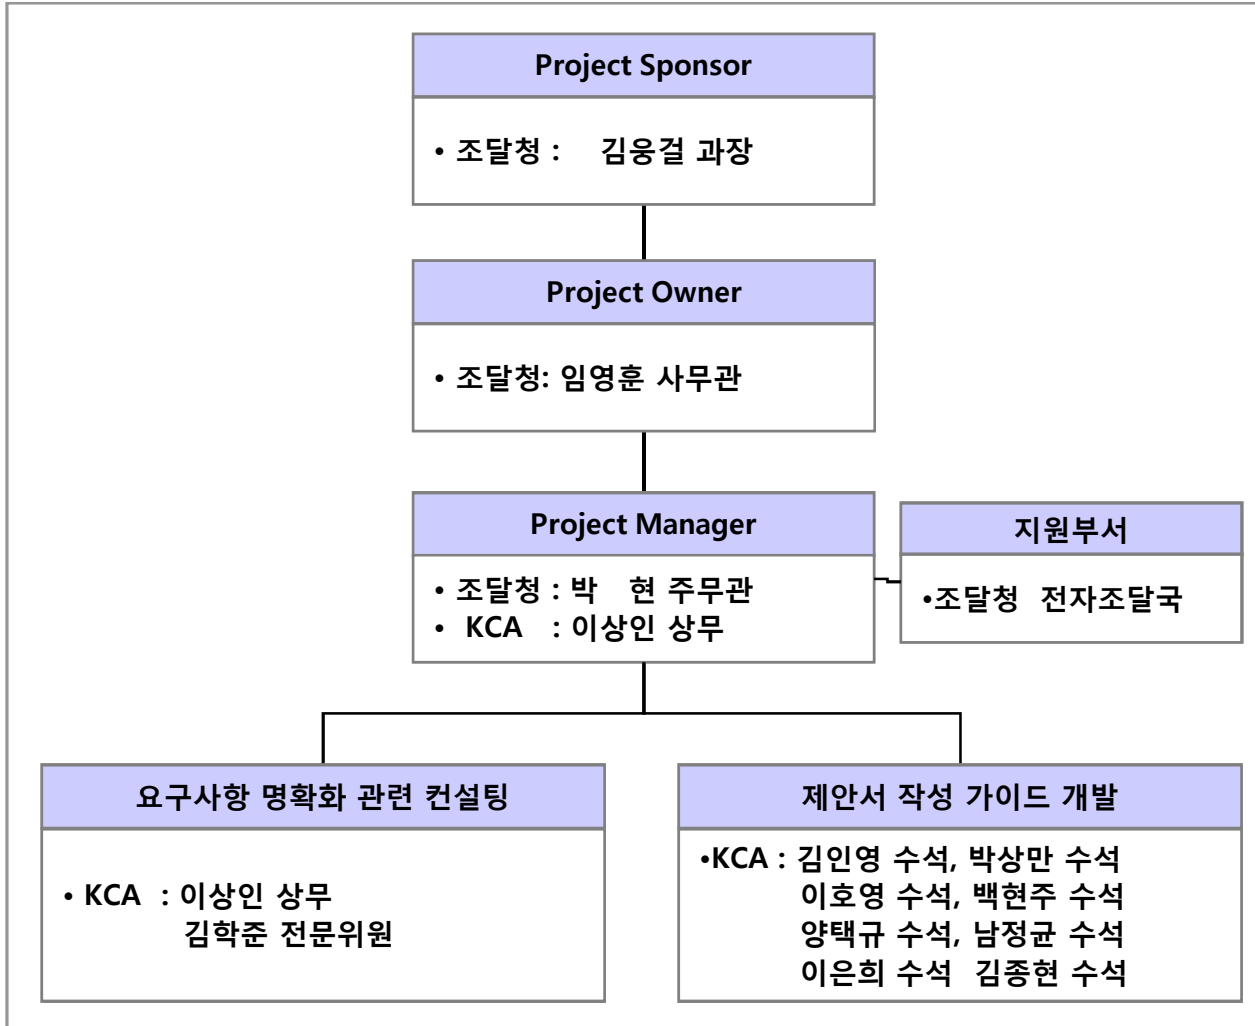 Project Sponsor
• 조달청 : 김웅걸 과장
Project Owner
• 조달청: 임영훈 사무관
Project Manager
• 조달청 : 박 현 주무관
• KCA : 이상인 상무
지원부서
•조달청 전자조달국
요구사항 명확화 관련 컨설팅
• KCA : 이상인 상무
김학준 전문위원
제안서 작성 가이드 개발
•KCA : 김인영 수석, 박상만 수석
이호영 수석, 백현주 수석
양택규 수석, 남정균 수석
이은희 수석 김종현 수석